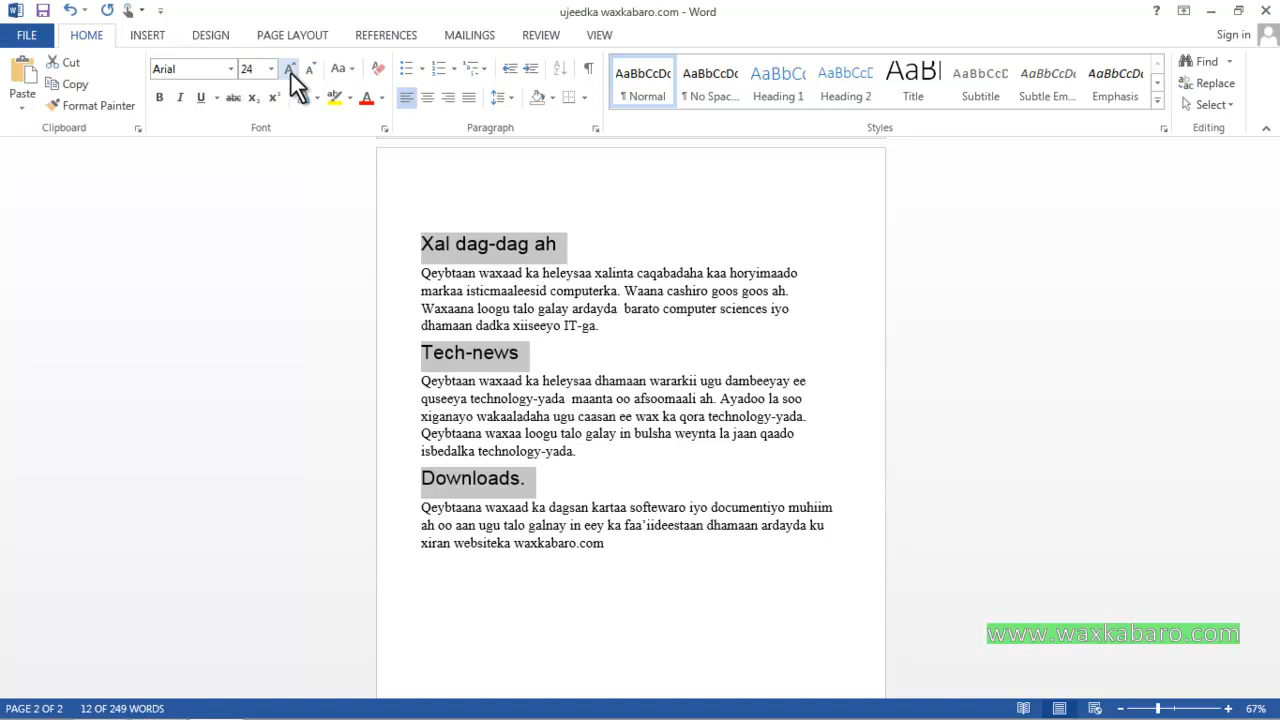 ujeedka waxkabaro.com - Word
Sign in
FILE HOME INSERT DESIGN PAGE LAYOUT REFERENCES MAILINGS REVIEW VIEW
Paste
Cut
Copy
Format Painter
Clipboard
Arial 24
Font
Paragraph
AaBbCcDc AaBbCcDc AaBbCc AaBbCcC AaBl AaBbCcD AaBbCcDc AaBbCcDc
¶ Normal ¶ No Spac... Heading 1 Heading 2 Title Subtitle Subtle Em... Emphasis
Styles
Find
Replace
Select
Editing
Xal dag-dag ah
Qeybtaan waxaad ka heleysaa xalinta caqabadaha kaa horyimaado
markaa isticmaaleesid computerka. Waana cashiro goos goos ah.
Waxaana loogu talo galay ardayda barato computer sciences iyo
dhamaan dadka xiiseeyo IT-ga.
Tech-news
Qeybtaan waxaad ka heleysaa dhamaan wararkii ugu dambeeyay ee
quseeya technology-yada maanta oo afsoomaali ah. Ayadoo la soo
xiganayo wakaaladaha ugu caasan ee wax ka qora technology-yada.
Qeybtaana waxaa loogu talo galay in bulsha weynta la jaan qaado
isbedalka technology-yada.
Downloads.
Qeybtaana waxaad ka dagsan kartaa softewaro iyo documentiyo muhiim
ah oo aan ugu talo galnay in eey ka faa’iideestaan dhamaan ardayda ku
xiran websiteka waxkabaro.com
www.waxkabaro.com
PAGE 2 OF 2 12 OF 249 WORDS
67%